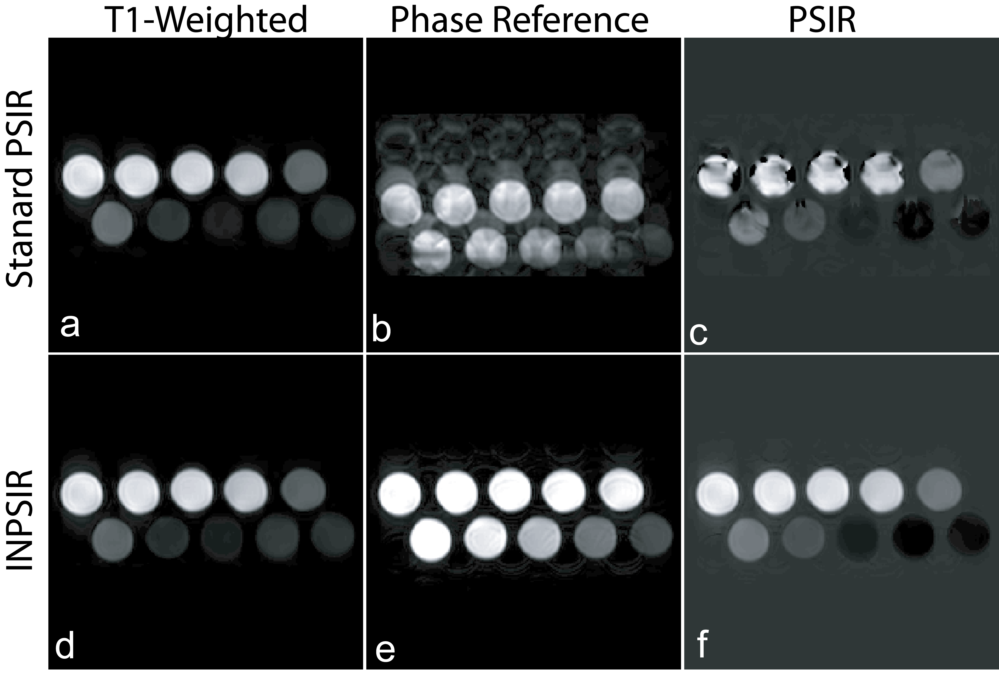 T1-Weighted
Phase Reference
PSIR
Stanard PSIR
a
b
c
INPSIR
d
e
f